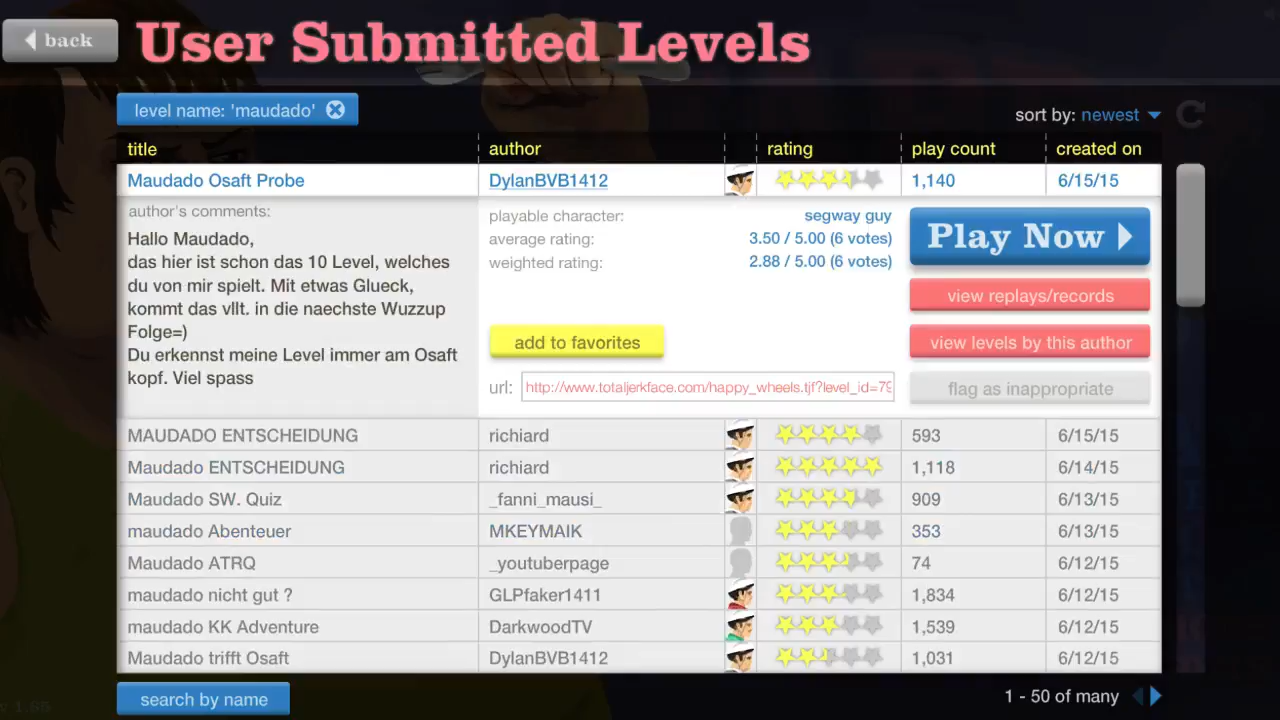 back
User Submitted Levels
level name: 'maudado'
sort by: newest
title author rating play count created on
Maudado Osaft Probe DylanBVB1412 1,140 6/15/15
author's comments:
Hallo Maudado,
das hier ist schon das 10 Level, welches
du von mir spielt. Mit etwas Glueck,
kommt das vllt. in die naechste Wuzzup
Folge=)
Du erkennst meine Level immer am Osaft
kopf. Viel spass
playable character: segway guy
average rating: 3.50 / 5.00 (6 votes)
weighted rating: 2.88 / 5.00 (6 votes)
add to favorites
url: http://www.totaljerkface.com/happy_wheels.tjf?level_id=79
Play Now
view replays/records
view levels by this author
flag as inappropriate
MAUDADO ENTSCHEIDUNG richiard 593 6/15/15
Maudado ENTSCHEIDUNG richiard 1,118 6/14/15
Maudado SW. Quiz _fanni_mausi_ 909 6/13/15
maudado Abenteuer MKEYMAIK 353 6/13/15
Maudado ATRQ _youtuberpage 74 6/12/15
maudado nicht gut ? GLPfaker1411 1,834 6/12/15
maudado KK Adventure DarkwoodTV 1,539 6/12/15
Maudado trifft Osaft DylanBVB1412 1,031 6/12/15
search by name
1 - 50 of many